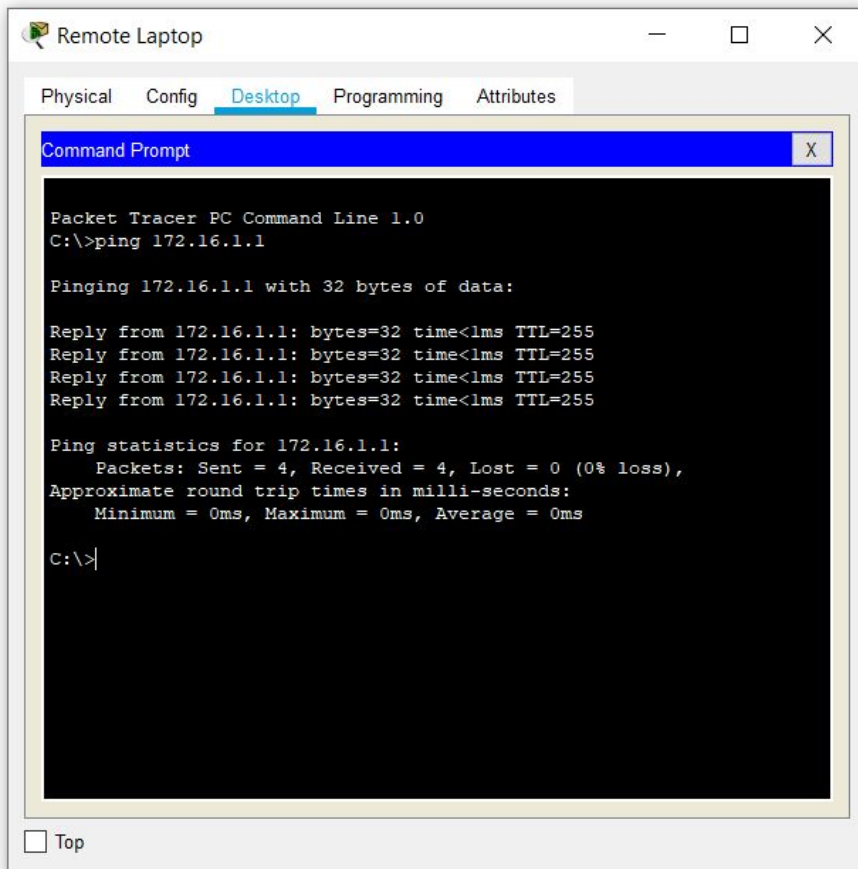 Remote Laptop
Physical Config Desktop Programming Attributes
Command Prompt X
Packet Tracer PC Command Line 1.0
C:\>ping 172.16.1.1
Pinging 172.16.1.1 with 32 bytes of data:
Reply from 172.16.1.1: bytes=32 time<1ms TTL=255
Reply from 172.16.1.1: bytes=32 time<1ms TTL=255
Reply from 172.16.1.1: bytes=32 time<1ms TTL=255
Reply from 172.16.1.1: bytes=32 time<1ms TTL=255
Ping statistics for 172.16.1.1:
Packets: Sent = 4, Received = 4, Lost = 0 (0% loss),
Approximate round trip times in milli-seconds:
Minimum = 0ms, Maximum = 0ms, Average = 0ms
C:\>
Top